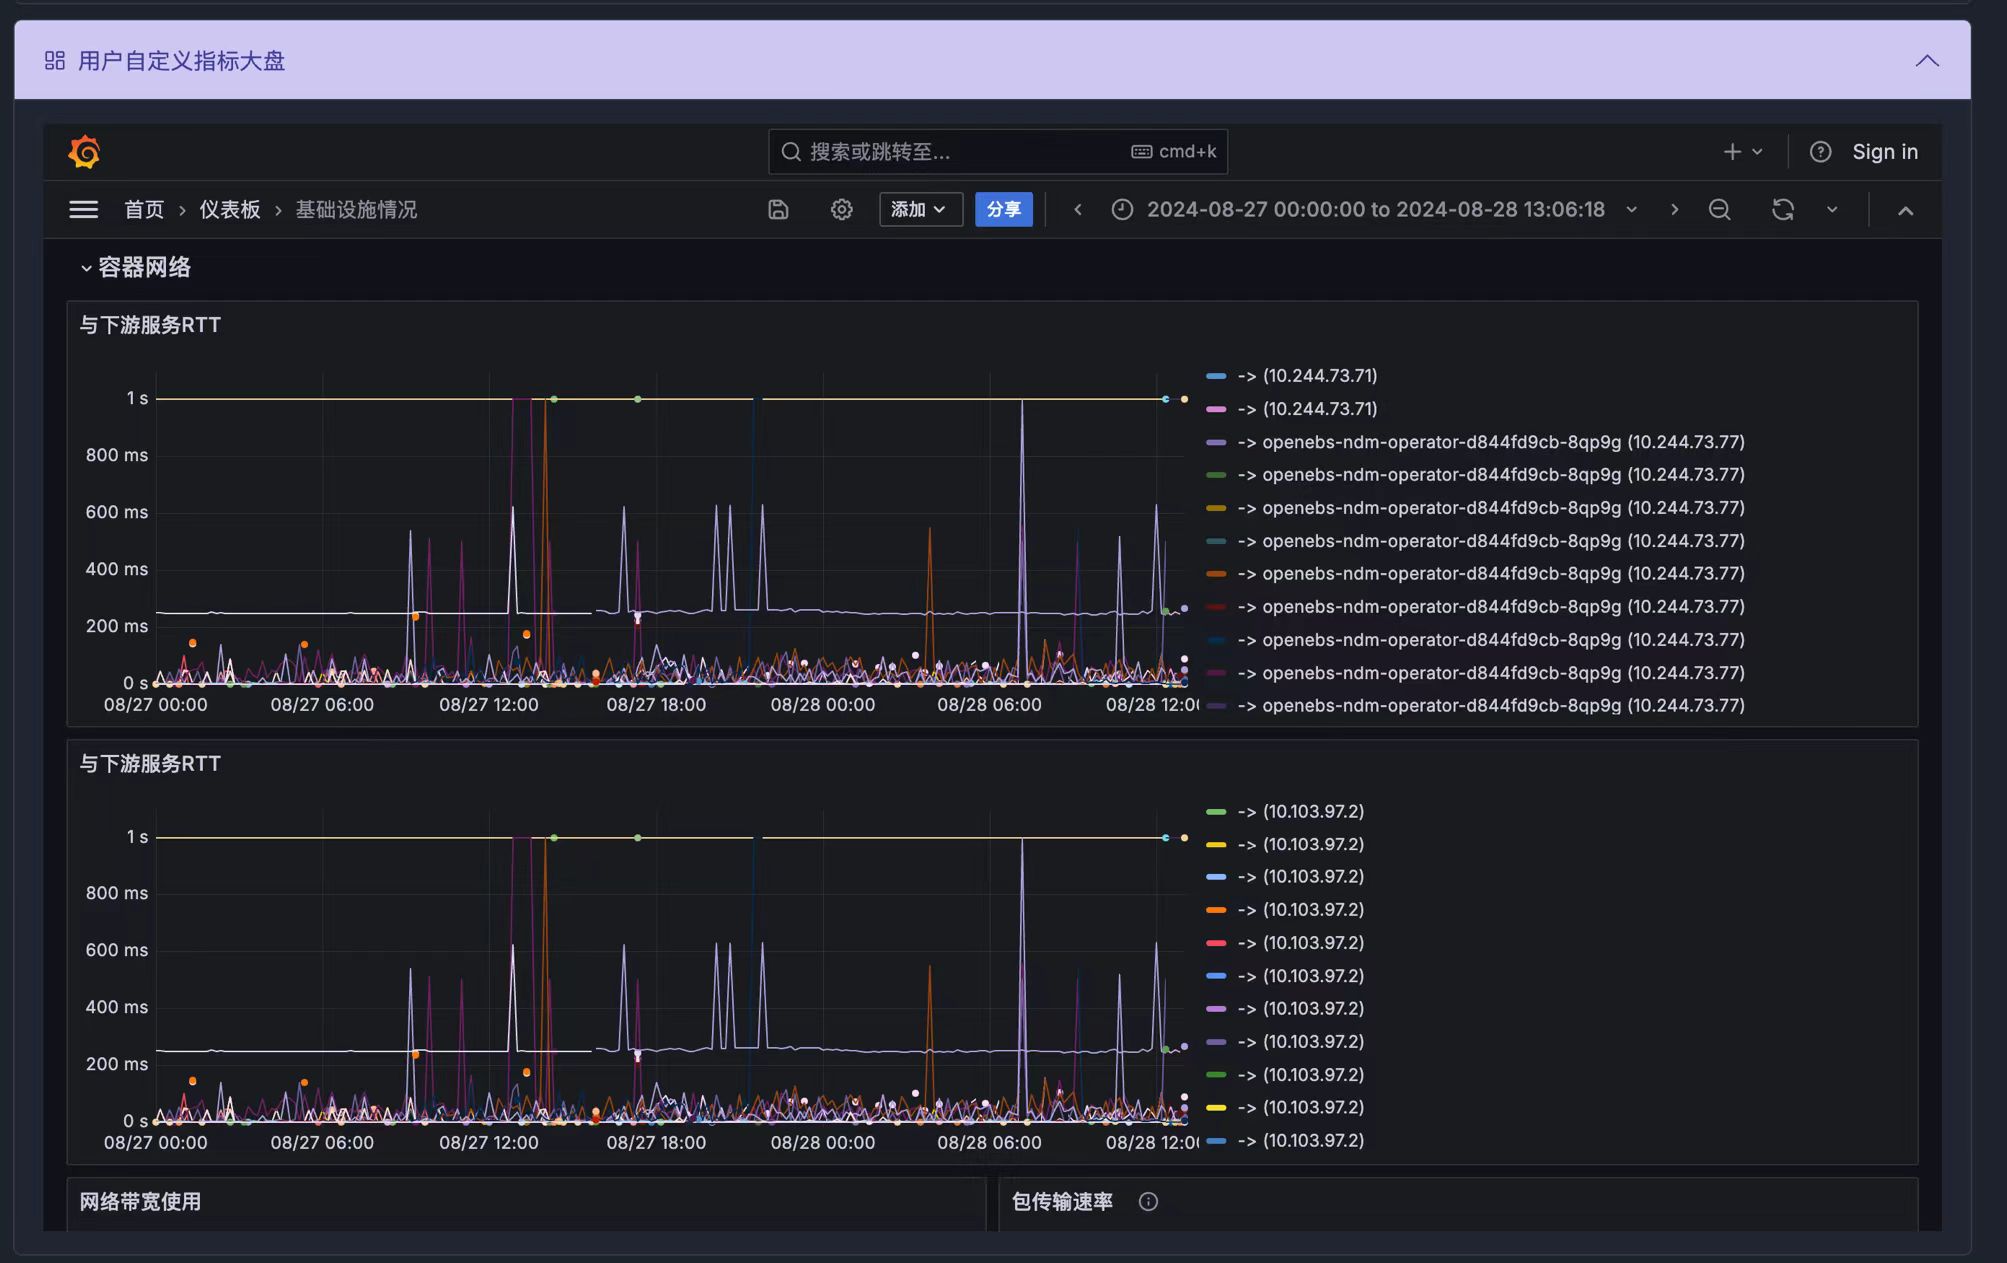 用户自定义指标大盘
搜索或跳转至... cmd+k
Sign in
首页 › 仪表板 › 基础设施情况 添加 分享 2024-08-27 00:00:00 to 2024-08-28 13:06:18
容器网络
与下游服务RTT
1 s
800 ms
600 ms
400 ms
200 ms
0 s
08/27 00:00 08/27 06:00 08/27 12:00 08/27 18:00 08/28 00:00 08/28 06:00 08/28 12:00
-> (10.244.73.71)
-> (10.244.73.71)
-> openebs-ndm-operator-d844fd9cb-8qp9g (10.244.73.77)
-> openebs-ndm-operator-d844fd9cb-8qp9g (10.244.73.77)
-> openebs-ndm-operator-d844fd9cb-8qp9g (10.244.73.77)
-> openebs-ndm-operator-d844fd9cb-8qp9g (10.244.73.77)
-> openebs-ndm-operator-d844fd9cb-8qp9g (10.244.73.77)
-> openebs-ndm-operator-d844fd9cb-8qp9g (10.244.73.77)
-> openebs-ndm-operator-d844fd9cb-8qp9g (10.244.73.77)
-> openebs-ndm-operator-d844fd9cb-8qp9g (10.244.73.77)
-> openebs-ndm-operator-d844fd9cb-8qp9g (10.244.73.77)
与下游服务RTT
1 s
800 ms
600 ms
400 ms
200 ms
0 s
08/27 00:00 08/27 06:00 08/27 12:00 08/27 18:00 08/28 00:00 08/28 06:00 08/28 12:00
-> (10.103.97.2)
-> (10.103.97.2)
-> (10.103.97.2)
-> (10.103.97.2)
-> (10.103.97.2)
-> (10.103.97.2)
-> (10.103.97.2)
-> (10.103.97.2)
-> (10.103.97.2)
-> (10.103.97.2)
-> (10.103.97.2)
网络带宽使用
包传输速率